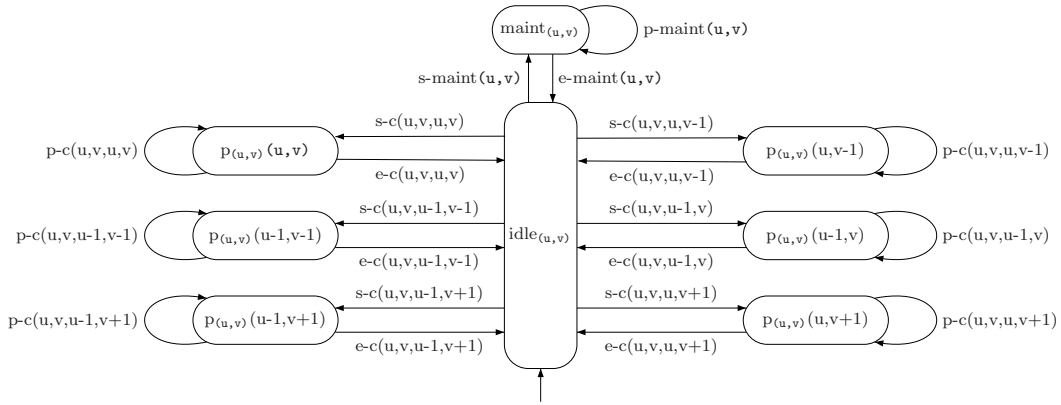 maint(u,v) p-maint(u,v)
s-maint(u,v) e-maint(u,v)
s-c(u,v,u,v) s-c(u,v,u,v-1)
p-c(u,v,u,v) p(u,v)(u,v) p(u,v)(u,v-1) p-c(u,v,u,v-1)
e-c(u,v,u,v) e-c(u,v,u,v-1)
s-c(u,v,u-1,v-1) s-c(u,v,u-1,v)
p-c(u,v,u-1,v-1) p(u,v)(u-1,v-1) idle(u,v) p(u,v)(u-1,v) p-c(u,v,u-1,v)
e-c(u,v,u-1,v-1) e-c(u,v,u-1,v)
s-c(u,v,u-1,v+1) s-c(u,v,u,v+1)
p-c(u,v,u-1,v+1) p(u,v)(u-1,v+1) p(u,v)(u,v+1) p-c(u,v,u,v+1)
e-c(u,v,u-1,v+1) e-c(u,v,u,v+1)